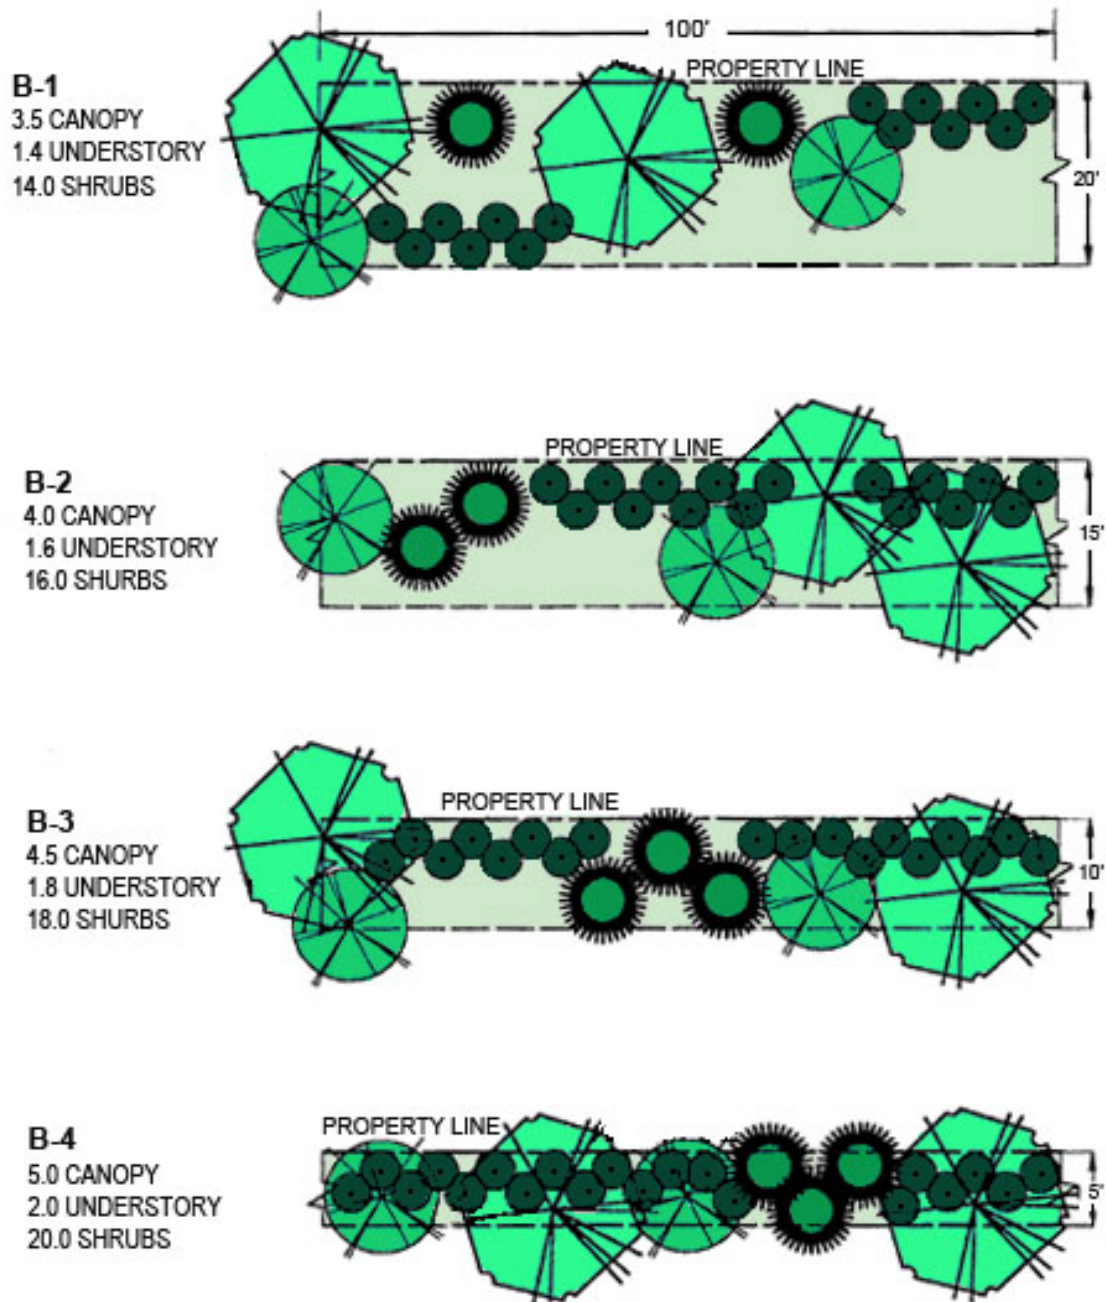 100'
PROPERTY LINE
B-1
3.5 CANOPY
1.4 UNDERSTORY
14.0 SHRUBS
20'
PROPERTY LINE
B-2
4.0 CANOPY
1.6 UNDERSTORY
16.0 SHURBS
15'
PROPERTY LINE
B-3
4.5 CANOPY
1.8 UNDERSTORY
18.0 SHURBS
10'
PROPERTY LINE
B-4
5.0 CANOPY
2.0 UNDERSTORY
20.0 SHRUBS
5'